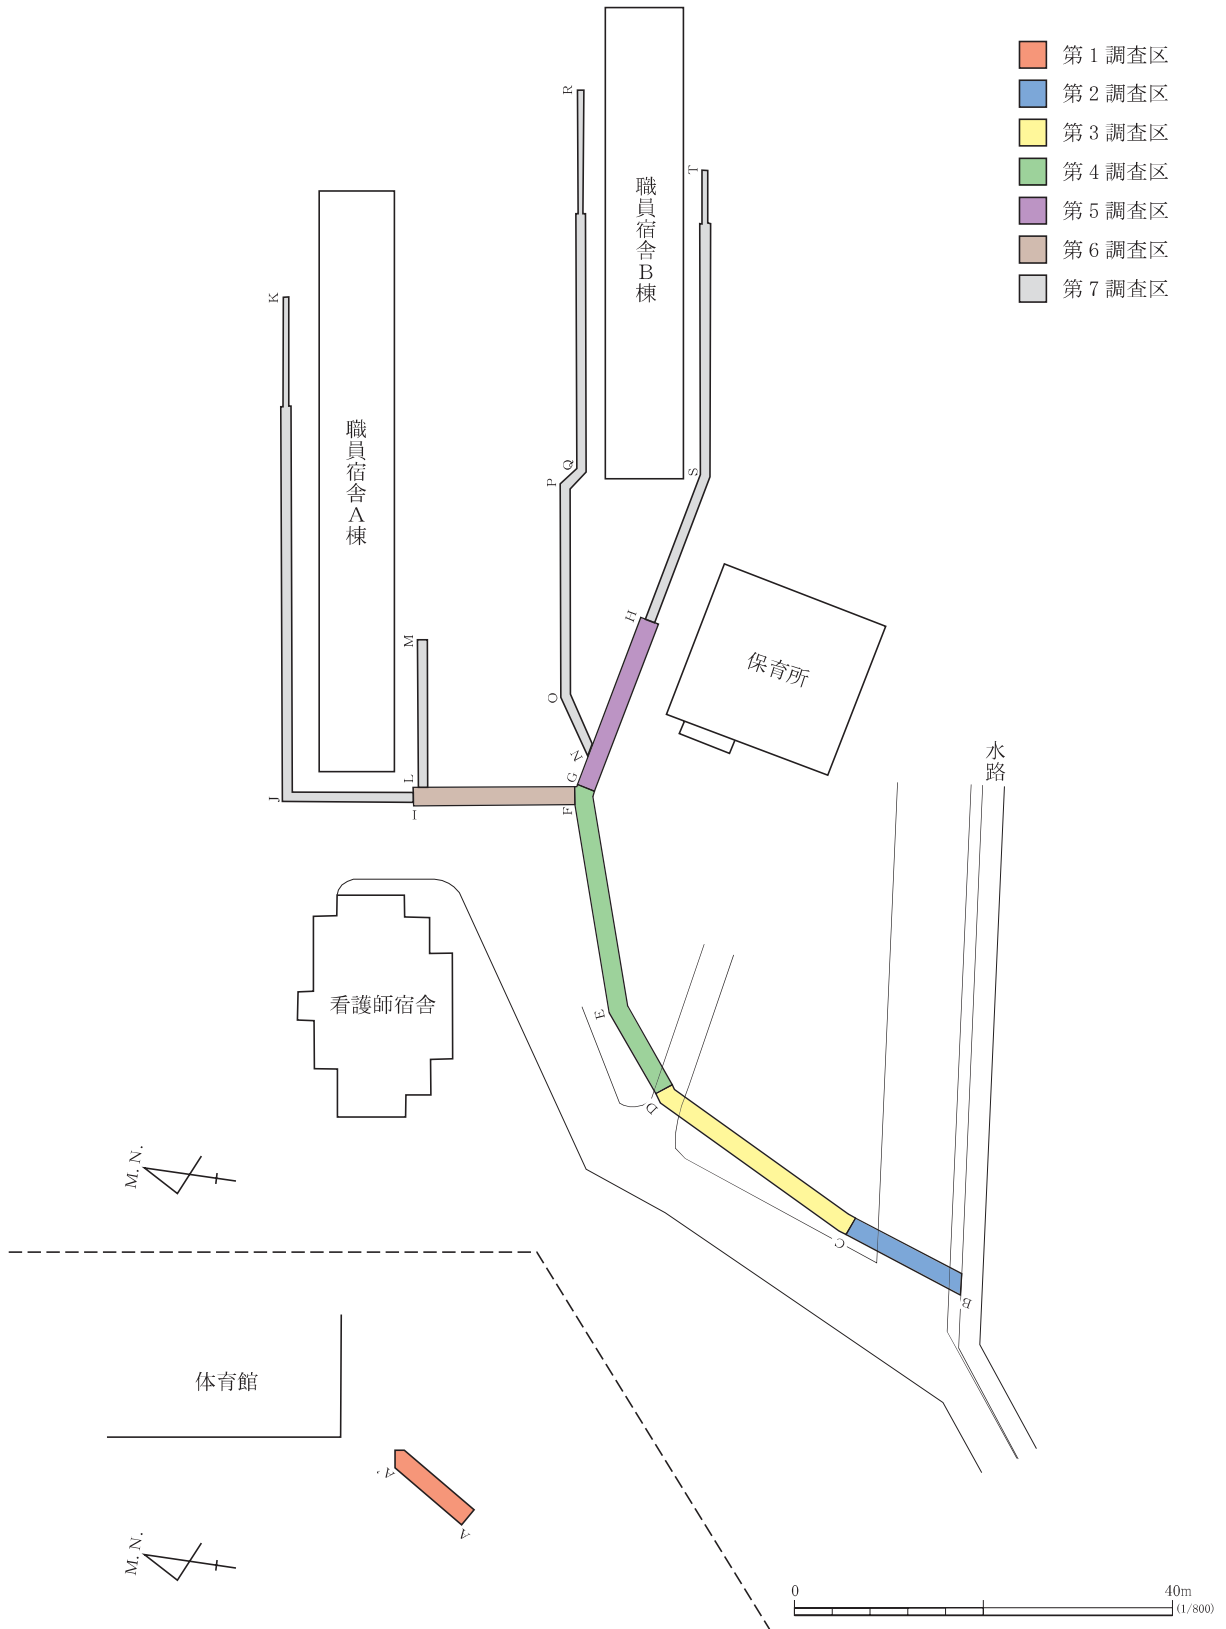 第1調査区
第2調査区
第3調査区
第4調査区
第5調査区
第6調査区
第7調査区
R
T
職員宿舎B棟
K
職員宿舎A棟
Q
P
S
H
M
保育所
O
N
水路
L
G
J
I
F
看護師宿舎
E
D
M. N.
C
B
体育館
A'
A
M. N.
0
40m
(1/800)